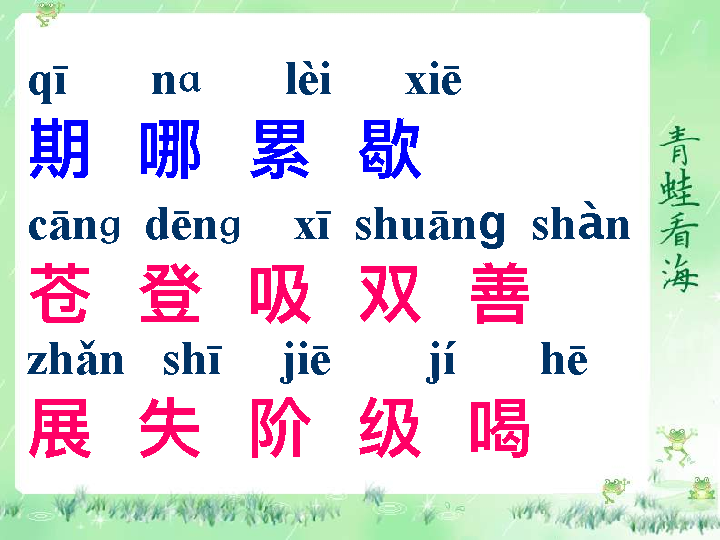 qī nɑ lèi xiē
期 哪 累 歇
cānɡ dēnɡ xī shuāng shàn
苍 登 吸 双 善
zhǎn shī jiē jí hē
展 失 阶 级 喝
青蛙看海